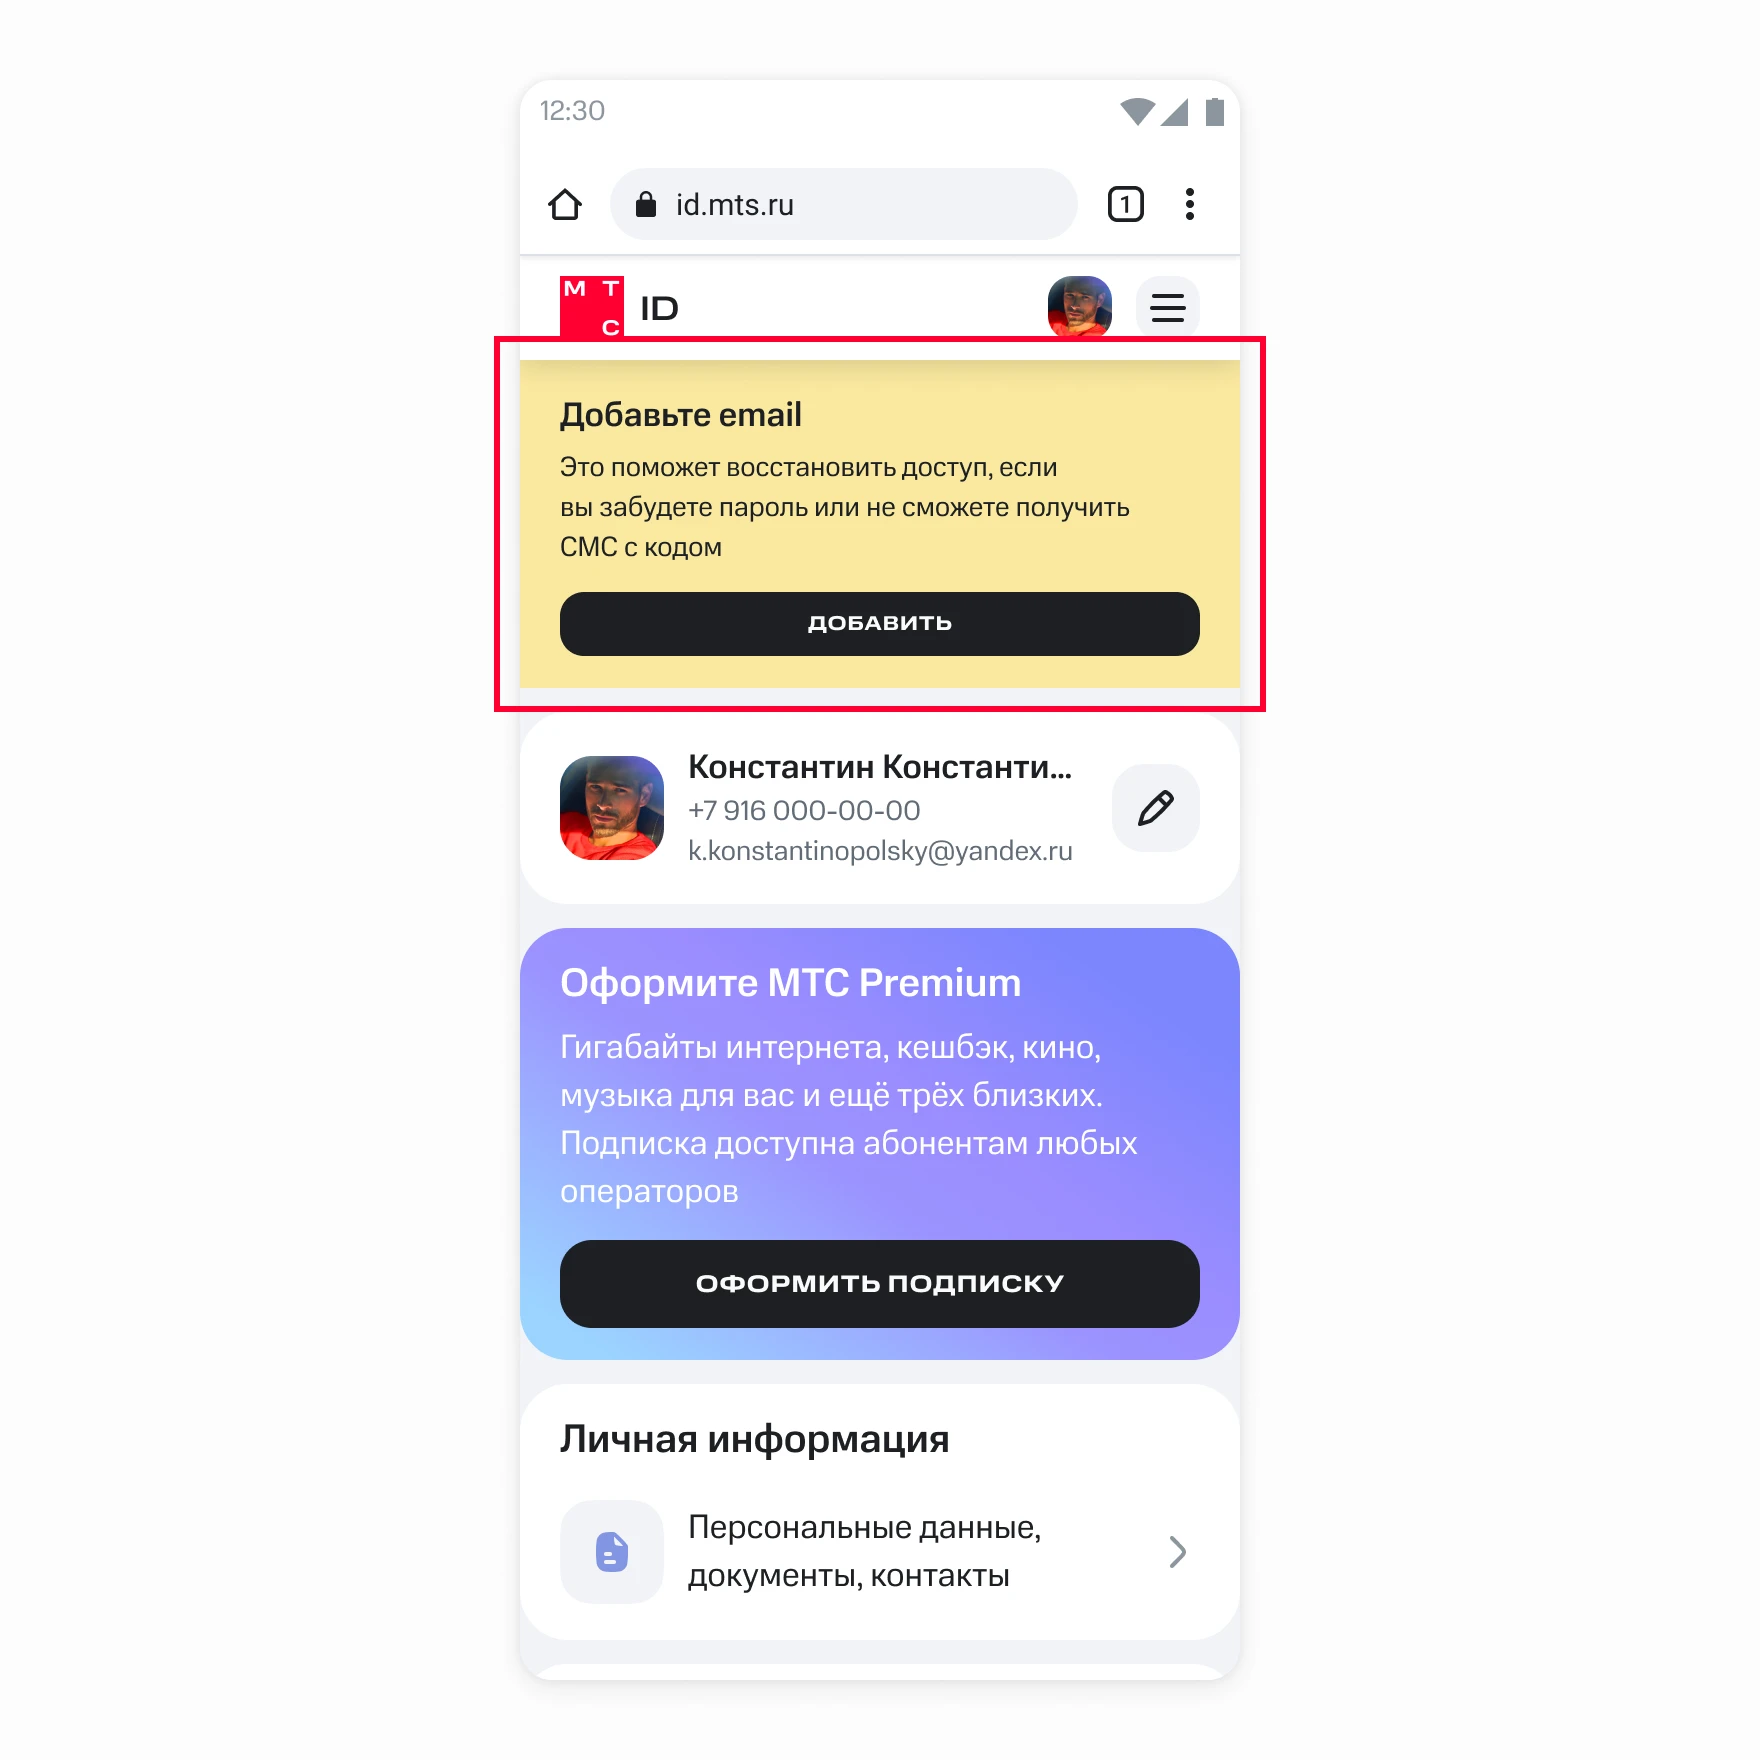 12:30
id.mts.ru
1
М Т
С
ID
Добавьте email
Это поможет восстановить доступ, если
вы забудете пароль или не сможете получить
СМС с кодом
ДОБАВИТЬ
Константин Константи...
+7 916 000-00-00
k.konstantinopolsky@yandex.ru
Оформите МТС Premium
Гигабайты интернета, кешбэк, кино,
музыка для вас и ещё трёх близких.
Подписка доступна абонентам любых
операторов
ОФОРМИТЬ ПОДПИСКУ
Личная информация
Персональные данные,
документы, контакты